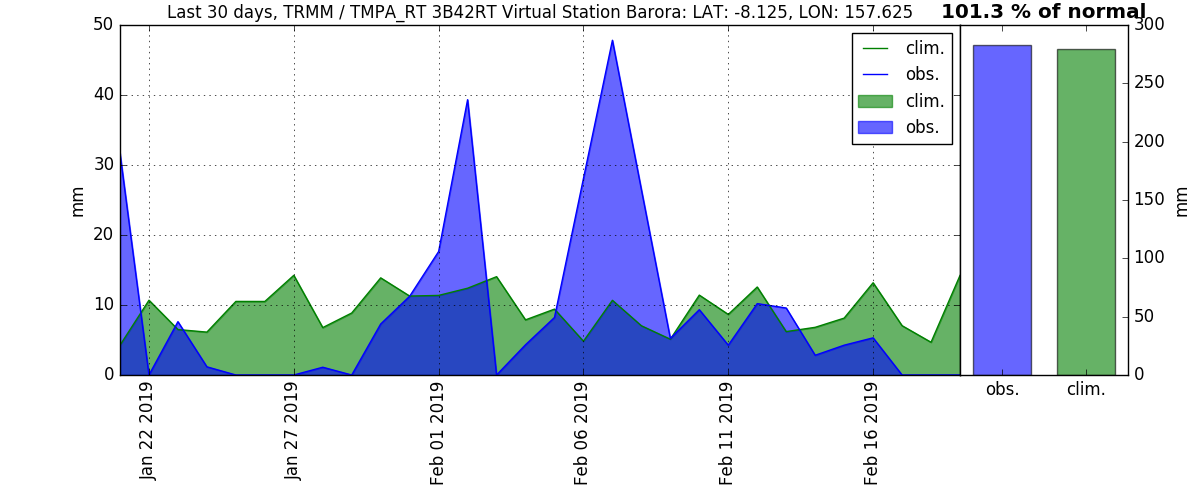 Last 30 days, TRMM / TMPA_RT 3B42RT Virtual Station Barora: LAT: -8.125, LON: 157.625
101.3 % of normal
50
40
30
20
10
0
mm
clim.
obs.
clim.
obs.
Jan 22 2019
Jan 27 2019
Feb 01 2019
Feb 06 2019
Feb 11 2019
Feb 16 2019
300
250
200
150
100
50
0
mm
obs.
clim.